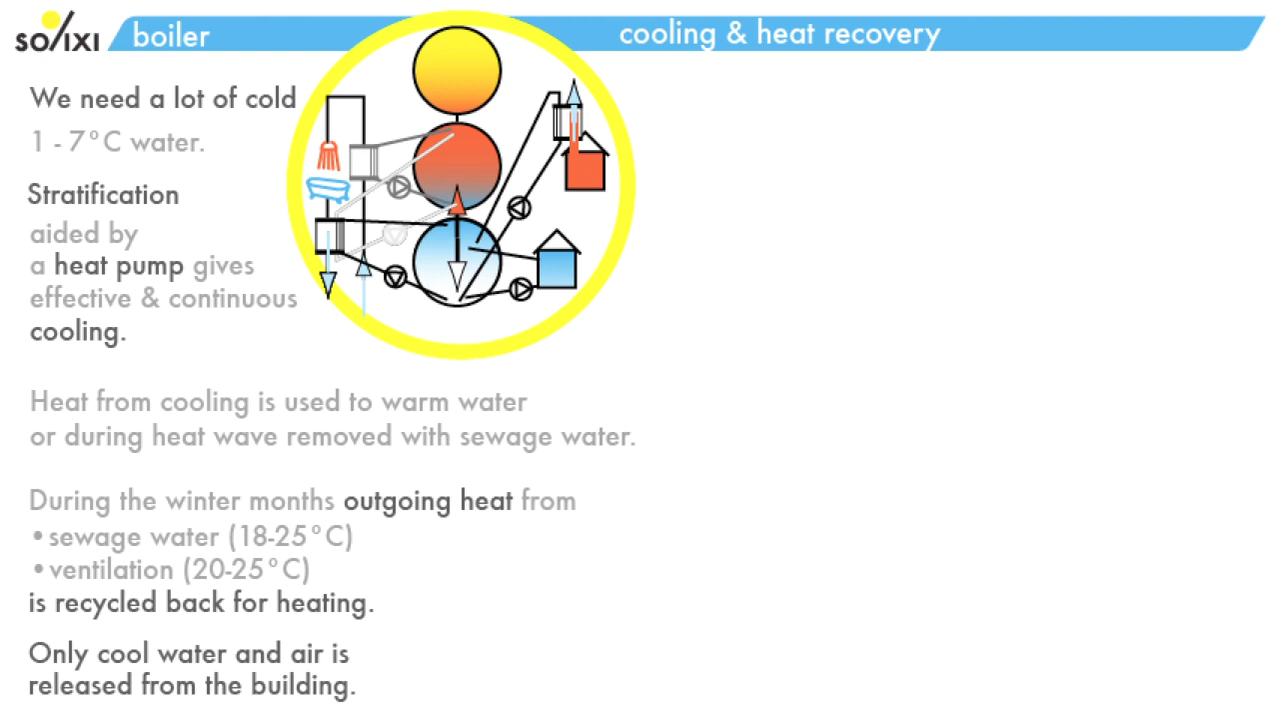 so/ixi boiler cooling & heat recovery
We need a lot of cold
1 - 7°C water.
Stratification
aided by
a heat pump gives
effective & continuous
cooling.
Heat from cooling is used to warm water
or during heat wave removed with sewage water.
During the winter months outgoing heat from
•sewage water (18-25°C)
•ventilation (20-25°C)
is recycled back for heating.
Only cool water and air is
released from the building.